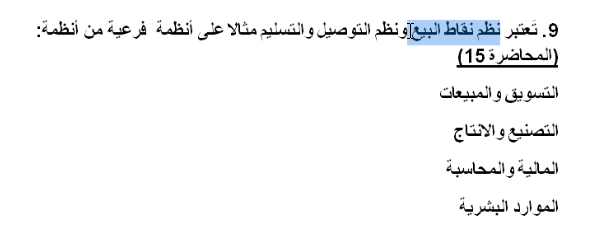 9. تَعتبر نظم نقاط البيع ونظم التوصيل والتسليم مثالا على أنظمة فرعية من أنظمة:
(المحاضرة 15)
التسويق والمبيعات
التصنيع والانتاج
المالية والمحاسبة
الموارد البشرية